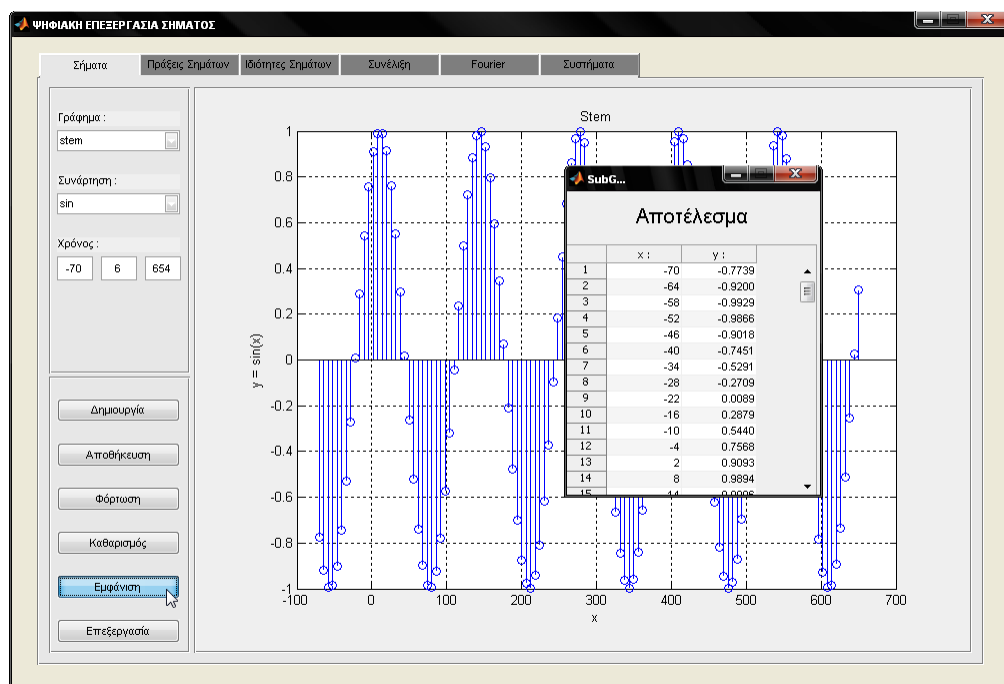 ΨΗΦΙΑΚΗ ΕΠΕΞΕΡΓΑΣΙΑ ΣΗΜΑΤΟΣ
Σήματα Πράξεις Σημάτων Ιδιότητες Σημάτων Συνέλιξη Fourier Συστήματα
Γράφημα :
stem
Συνάρτηση :
sin
Χρόνος :
-70 6 654
Δημιουργία
Αποθήκευση
Φόρτωση
Καθαρισμός
Εμφάνιση
Επεξεργασία
Stem
y = sin(x)
1
0.8
0.6
0.4
0.2
0
-0.2
-0.4
-0.6
-0.8
-1
-100 0 100 200 300 400 500 600 700
x
SubG...
Αποτέλεσμα
x : y :
1 -70 -0.7739
2 -64 -0.9200
3 -58 -0.9929
4 -52 -0.9866
5 -46 -0.9018
6 -40 -0.7451
7 -34 -0.5291
8 -28 -0.2709
9 -22 0.0089
10 -16 0.2879
11 -10 0.5440
12 -4 0.7568
13 2 0.9093
14 8 0.9894
15 14